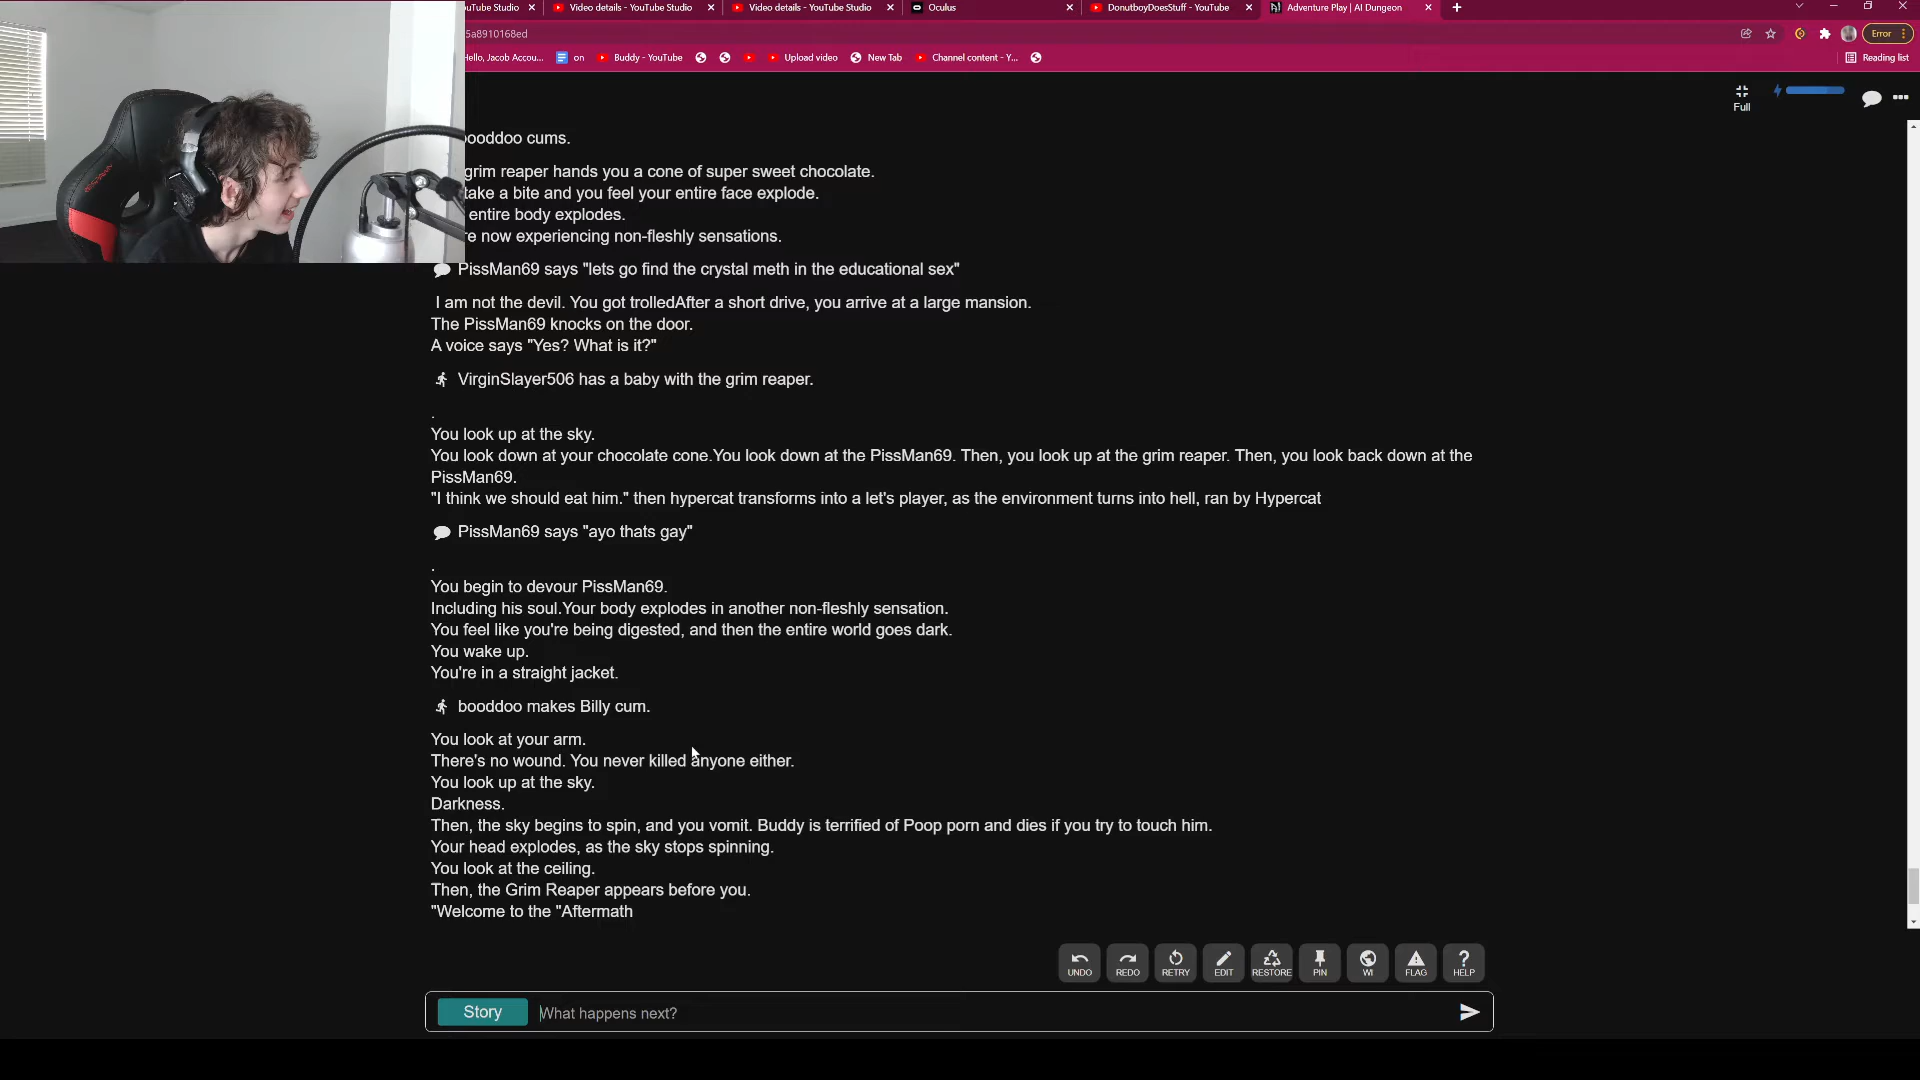 uTube Studio
Video details - YouTube Studio
Video details - YouTube Studio
Oculus
DonutboyDoesStuff - YouTube
Adventure Play | AI Dungeon
5a8910168ed
Error
Hello, Jacob Accou...
on
Buddy - YouTube
Upload video
New Tab
Channel content - Y...
Reading list
Full
booddoo cums.
grim reaper hands you a cone of super sweet chocolate.
take a bite and you feel your entire face explode.
entire body explodes.
re now experiencing non-fleshly sensations.
PissMan69 says "lets go find the crystal meth in the educational sex"
I am not the devil. You got trolledAfter a short drive, you arrive at a large mansion.
The PissMan69 knocks on the door.
A voice says "Yes? What is it?"
VirginSlayer506 has a baby with the grim reaper.
.
You look up at the sky.
You look down at your chocolate cone.You look down at the PissMan69. Then, you look up at the grim reaper. Then, you look back down at the
PissMan69.
"I think we should eat him." then hypercat transforms into a let's player, as the environment turns into hell, ran by Hypercat
PissMan69 says "ayo thats gay"
.
You begin to devour PissMan69.
Including his soul.Your body explodes in another non-fleshly sensation.
You feel like you're being digested, and then the entire world goes dark.
You wake up.
You're in a straight jacket.
booddoo makes Billy cum.
You look at your arm.
There's no wound. You never killed anyone either.
You look up at the sky.
Darkness.
Then, the sky begins to spin, and you vomit. Buddy is terrified of Poop porn and dies if you try to touch him.
Your head explodes, as the sky stops spinning.
You look at the ceiling.
Then, the Grim Reaper appears before you.
"Welcome to the "Aftermath
UNDO
REDO
RETRY
EDIT
RESTORE
PIN
WI
FLAG
HELP
Story
What happens next?